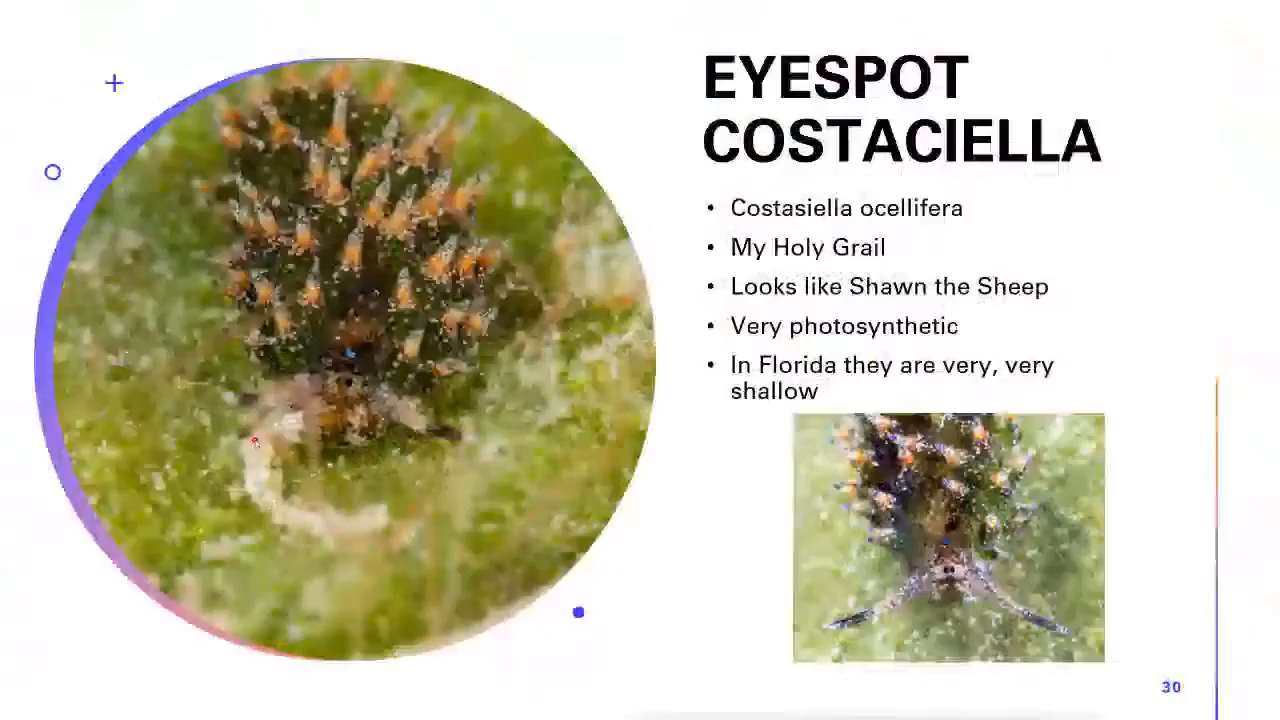 EYESPOT
COSTACIELLA
• Costasiella ocellifera
• My Holy Grail
• Looks like Shawn the Sheep
• Very photosynthetic
• In Florida they are very, very
shallow
30